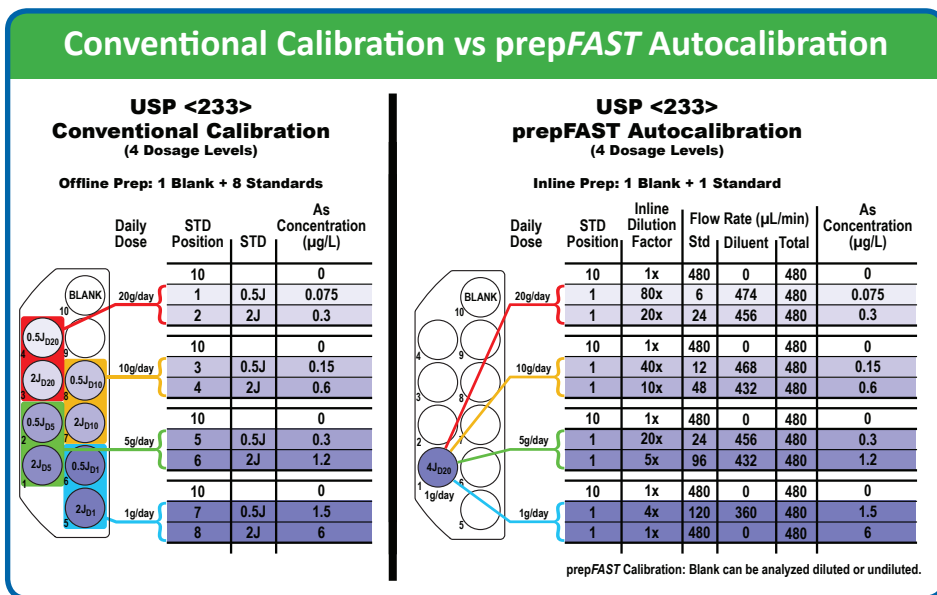 Conventional Calibration vs prepFAST Autocalibration
USP <233>
Conventional Calibration
(4 Dosage Levels)
Offline Prep: 1 Blank + 8 Standards
Daily Dose STD Position STD As Concentration (µg/L)
BLANK
10
0.5J_D20
4
9
2J_D20
3
0.5J_D10
8
0.5J_D5
2
2J_D10
7
2J_D5
1
0.5J_D1
6
2J_D1
5
10 0
20g/day 1 0.5J 0.075
2 2J 0.3
10 0
10g/day 3 0.5J 0.15
4 2J 0.6
10 0
5g/day 5 0.5J 0.3
6 2J 1.2
10 0
1g/day 7 0.5J 1.5
8 2J 6
USP <233>
prepFAST Autocalibration
(4 Dosage Levels)
Inline Prep: 1 Blank + 1 Standard
Daily Dose STD Position Inline Dilution Factor Flow Rate (µL/min) Std Diluent Total As Concentration (µg/L)
BLANK
10
4
9
3
8
2
7
4J_D20
1
6
1g/day
5
10 1x 480 0 480 0
20g/day 1 80x 6 474 480 0.075
1 20x 24 456 480 0.3
10 1x 480 0 480 0
10g/day 1 40x 12 468 480 0.15
1 10x 48 432 480 0.6
10 1x 480 0 480 0
5g/day 1 20x 24 456 480 0.3
1 5x 96 432 480 1.2
10 1x 480 0 480 0
1g/day 1 4x 120 360 480 1.5
1 1x 480 0 480 6
prepFAST Calibration: Blank can be analyzed diluted or undiluted.